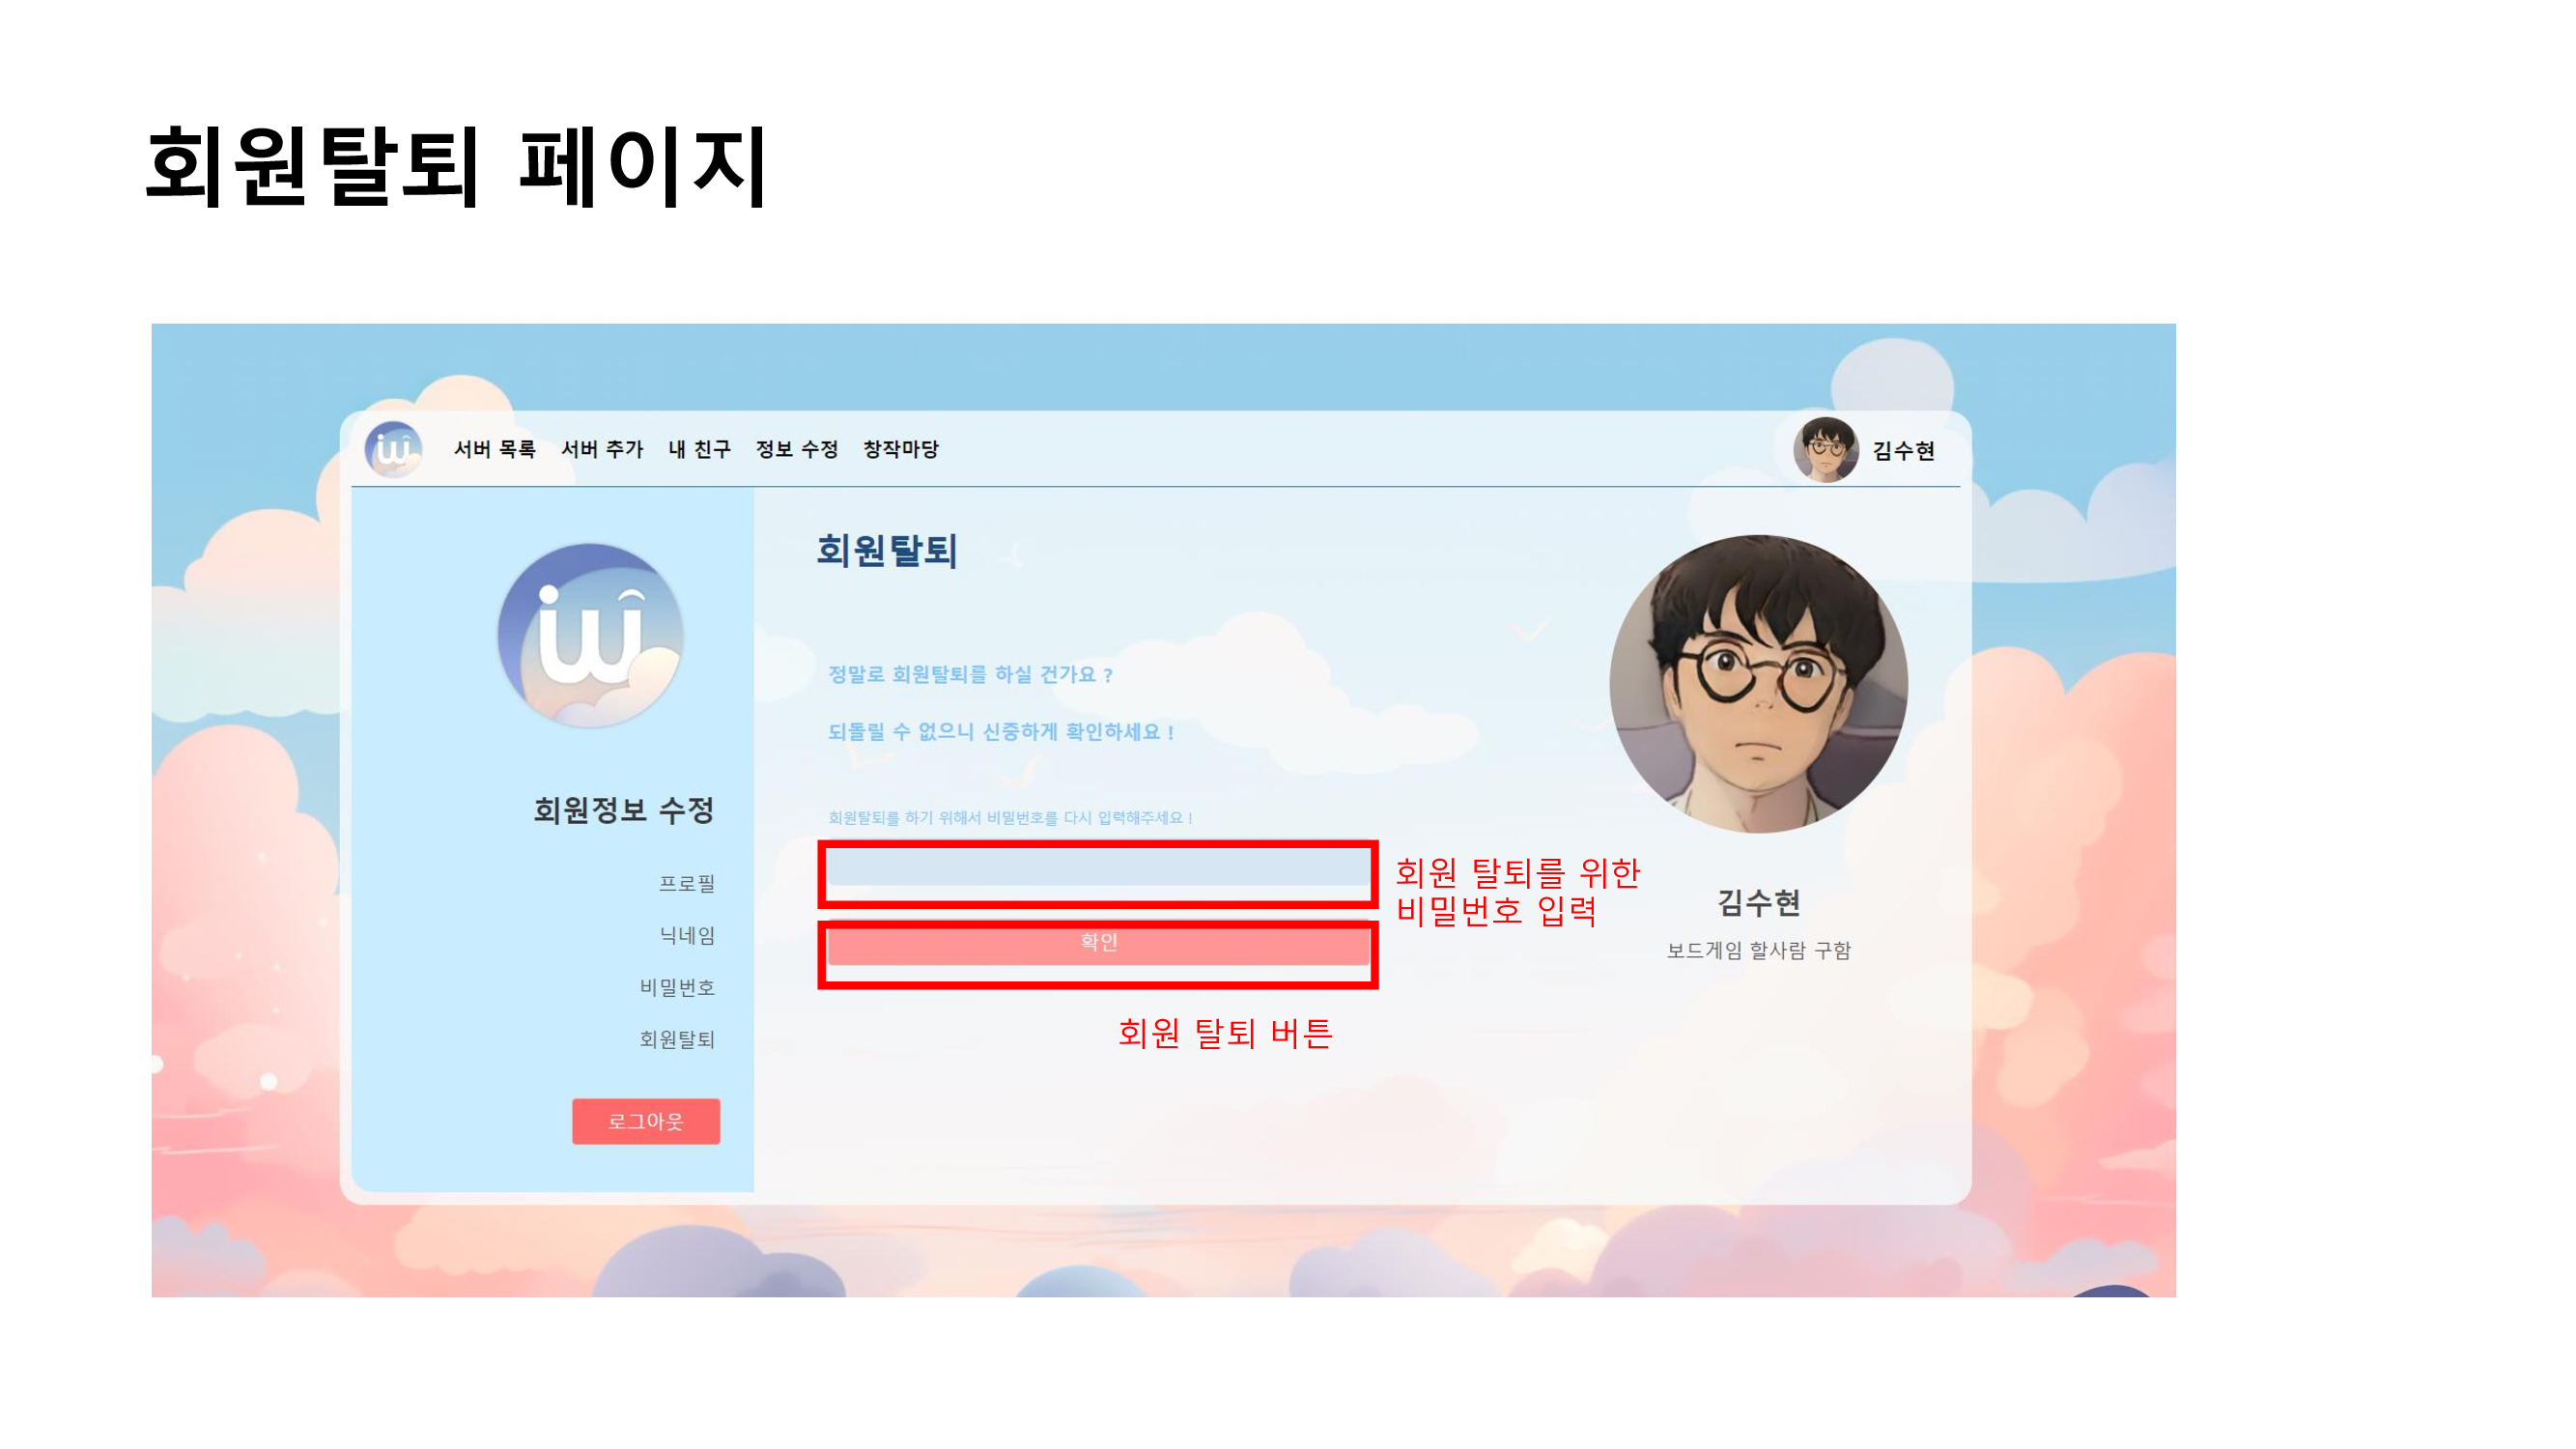 회원탈퇴 페이지
서버 목록 서버 추가 내 친구 정보 수정 창작마당
김수현
회원정보 수정
프로필
닉네임
비밀번호
회원탈퇴
로그아웃
회원탈퇴
정말로 회원탈퇴를 하실 건가요 ?
되돌릴 수 없으니 신중하게 확인하세요 !
회원탈퇴를 하기 위해서 비밀번호를 다시 입력해주세요 !
회원 탈퇴를 위한
비밀번호 입력
확인
회원 탈퇴 버튼
김수현
보드게임 할사람 구함